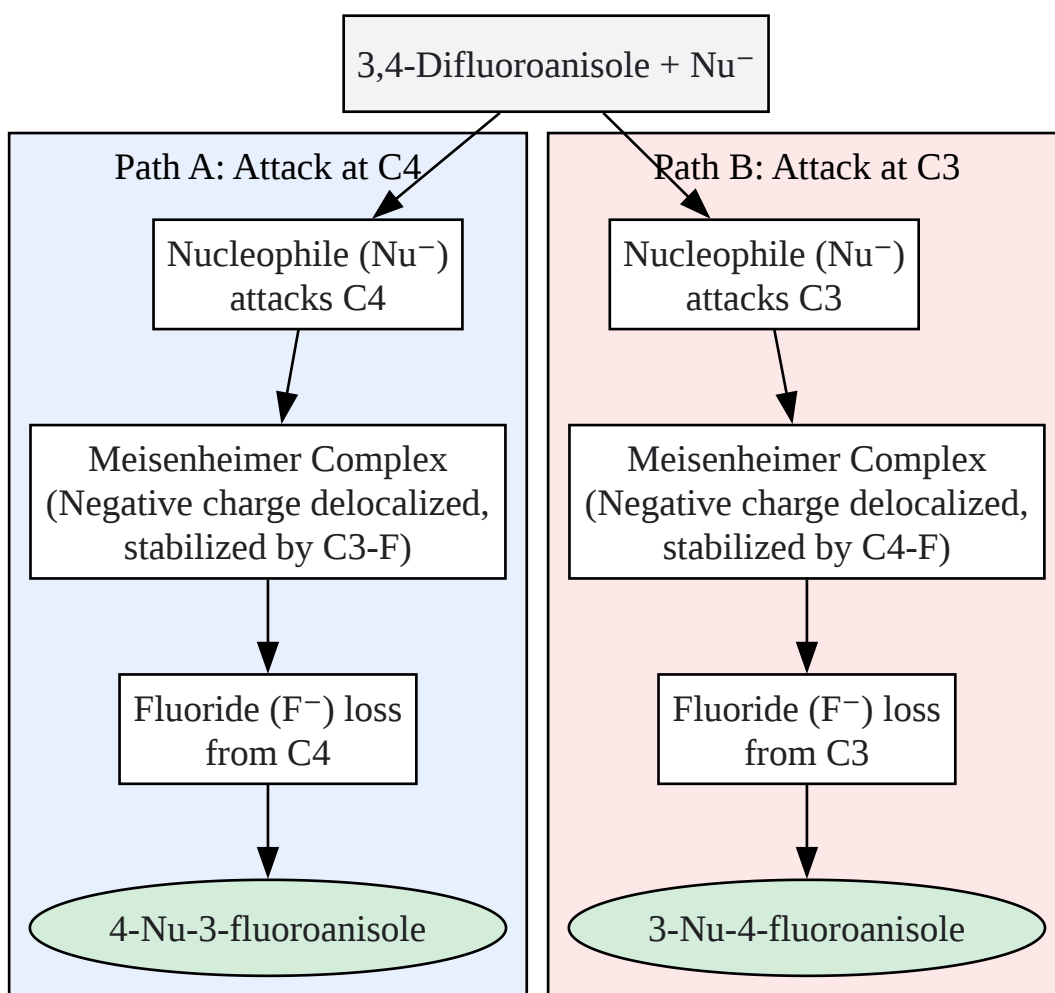 3,4-Difluoroanisole + Nu⁻
Path A: Attack at C4
Nucleophile (Nu⁻)
attacks C4
Meisenheimer Complex
(Negative charge delocalized,
stabilized by C3-F)
Fluoride (F⁻) loss
from C4
4-Nu-3-fluoroanisole
Path B: Attack at C3
Nucleophile (Nu⁻)
attacks C3
Meisenheimer Complex
(Negative charge delocalized,
stabilized by C4-F)
Fluoride (F⁻) loss
from C3
3-Nu-4-fluoroanisole